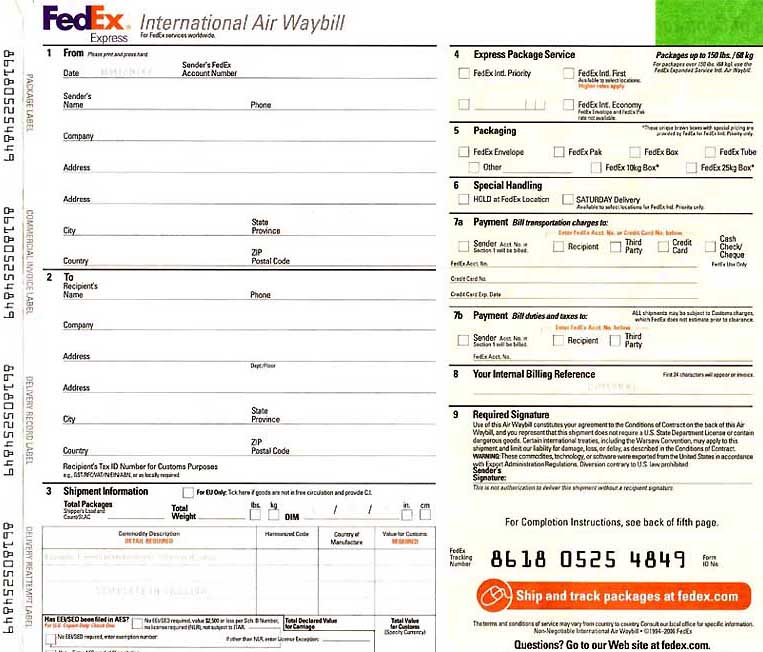 FedEx Express International Air Waybill
For FedEx services worldwide.
1 From Please print and press hard.
Date
Sender's FedEx Account Number
Sender's Name
Phone
Company
Address
Address
City
State Province
Country
ZIP Postal Code
2 To
Recipient's Name
Phone
Company
Address
Dept./Floor
Address
City
State Province
Country
ZIP Postal Code
Recipient's Tax ID Number for Customs Purposes
e.g., GST/RFC/VAT/IN/EIN/ABN, or as locally required.
3 Shipment Information
For EU Only: Tick here if goods are not in free circulation and provide C.I.
Total Packages
Shipper's Load and Count/SLAC
Total Weight
lbs. kg
DIM / /
in. cm
Commodity Description
DETAIL REQUIRED
Harmonized Code
Country of Manufacture
Value for Customs
REQUIRED
Has EEI/SED been filed in AES?
For U.S. Export Only: Check One
No EEI/SED required, value $2,500 or less per Sch. B Number,
no license required (NLR), not subject to ITAR.
No EEI/SED required, enter exemption number:
If other than NLR, enter License Exception:
Total Declared Value for Carriage
Total Value for Customs
(Specify Currency)
PACKAGE LABEL
861805254849
COMMERCIAL INVOICE LABEL
861805254849
DELIVERY RECORD LABEL
861805254849
DELIVERY REATTEMPT LABEL
861805254849
4 Express Package Service
Packages up to 150 lbs. / 68 kg
For packages over 150 lbs. (68 kg), use the
FedEx Expanded Service Intl. Air Waybill.
FedEx Intl. Priority
FedEx Intl. First
Available to select locations.
Higher rates apply.
FedEx Intl. Economy
FedEx Envelope and FedEx Pak
rate not available.
5 Packaging
*These unique brown boxes with special pricing are
provided by FedEx for FedEx Intl. Priority only.
FedEx Envelope
FedEx Pak
FedEx Box
FedEx Tube
Other
FedEx 10kg Box*
FedEx 25kg Box*
6 Special Handling
HOLD at FedEx Location
SATURDAY Delivery
Available to select locations for FedEx Intl. Priority only.
7a Payment Bill transportation charges to:
Enter FedEx Acct. No. or Credit Card No. below.
Sender Acct. No. in Section 1 will be billed.
Recipient
Third Party
Credit Card
Cash Check/ Cheque
FedEx Acct. No.
FedEx Use Only
Credit Card No.
Credit Card Exp. Date
7b Payment Bill duties and taxes to:
ALL shipments may be subject to Customs charges,
which FedEx does not estimate prior to clearance.
Enter FedEx Acct. No. below.
Sender Acct. No. in Section 1 will be billed.
Recipient
Third Party
FedEx Acct. No.
8 Your Internal Billing Reference
First 24 characters will appear on invoice.
OPTIONAL
9 Required Signature
Use of this Air Waybill constitutes your agreement to the Conditions of Contract on the back of this Air
Waybill, and you represent that this shipment does not require a U.S. State Department License or contain
dangerous goods. Certain international treaties, including the Warsaw Convention, may apply to this
shipment and limit our liability for damage, loss, or delay, as described in the Conditions of Contract.
WARNING: These commodities, technology, or software were exported from the United States in accordance
with Export Administration Regulations. Diversion contrary to U.S. law prohibited.
Sender's Signature:
This is not authorization to deliver this shipment without a recipient signature.
For Completion Instructions, see back of fifth page.
FedEx Tracking Number
8618 0525 4849
Form ID No.
Ship and track packages at fedex.com
The terms and conditions of service may vary from country to country. Consult our local office for specific information.
Non-Negotiable International Air Waybill • ©1994–2006 FedEx
Questions? Go to our Web site at fedex.com.